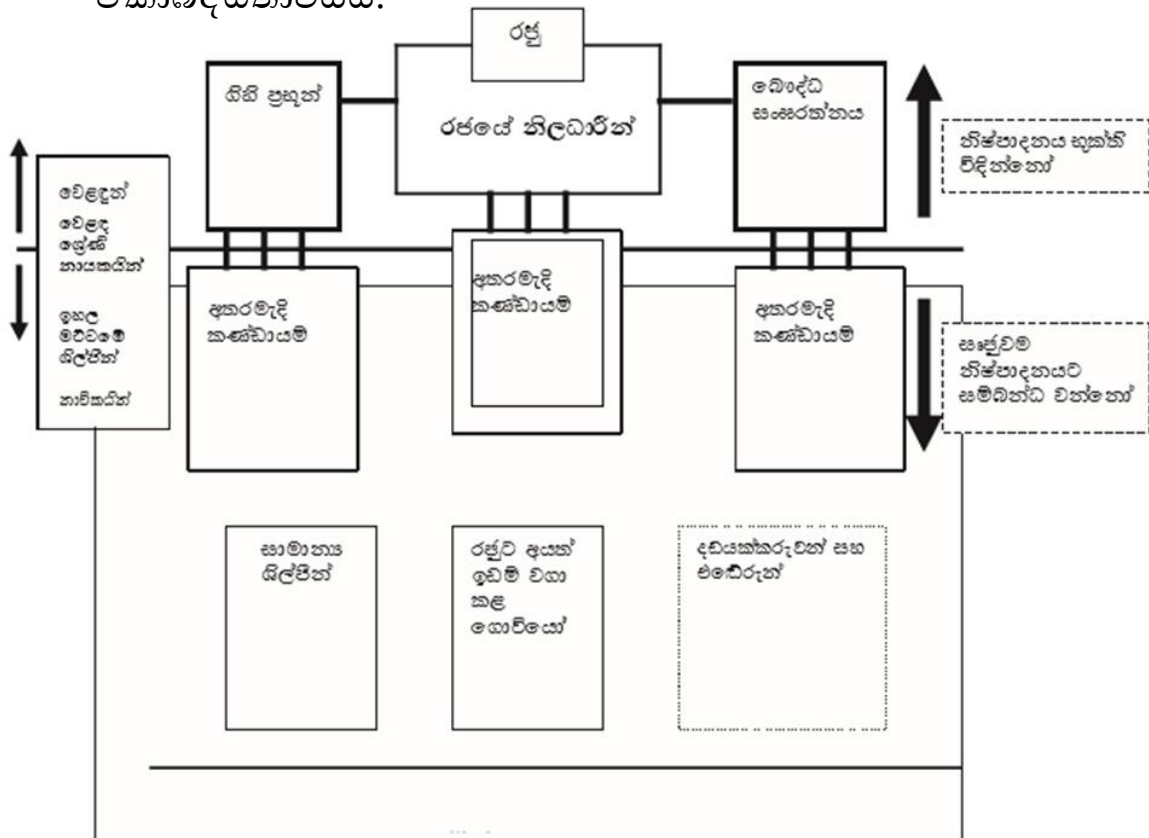 රජු
ගිහි ප්‍රභූන්
රජයේ නිලධාරීන්
බෞද්ධ
සංඝරත්නය
නිෂ්පාදනය භුක්ති
විඳින්නෝ
වෙළඳුන්
වෙළඳ
ශ්‍රේණි
නායකයින්
ඉහල
මට්ටමේ
ශිල්පීන්
නාවිකයින්
අතරමැදි
කණ්ඩායම්
අතරමැදි
කණ්ඩායම්
අතරමැදි
කණ්ඩායම්
සෘජුවම
නිෂ්පාදනයට
සම්බන්ධ වන්නෝ
සාමාන්‍ය
ශිල්පීන්
රජුට අයත්
ඉඩම් වගා
කළ
ගොවියෝ
දඩයක්කරුවන් සහ
එඬේරුන්